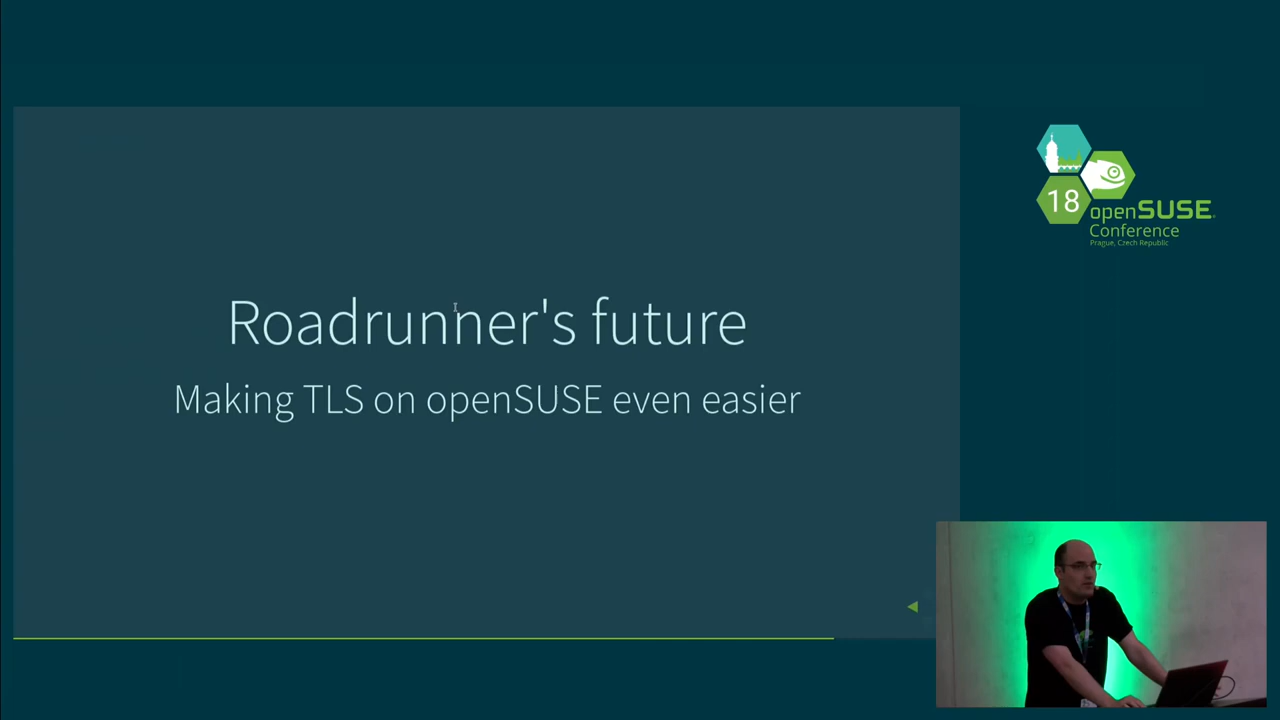 Roadrunner's future
Making TLS on openSUSE even easier
18
openSUSE
Conference
Prague, Czech Republic